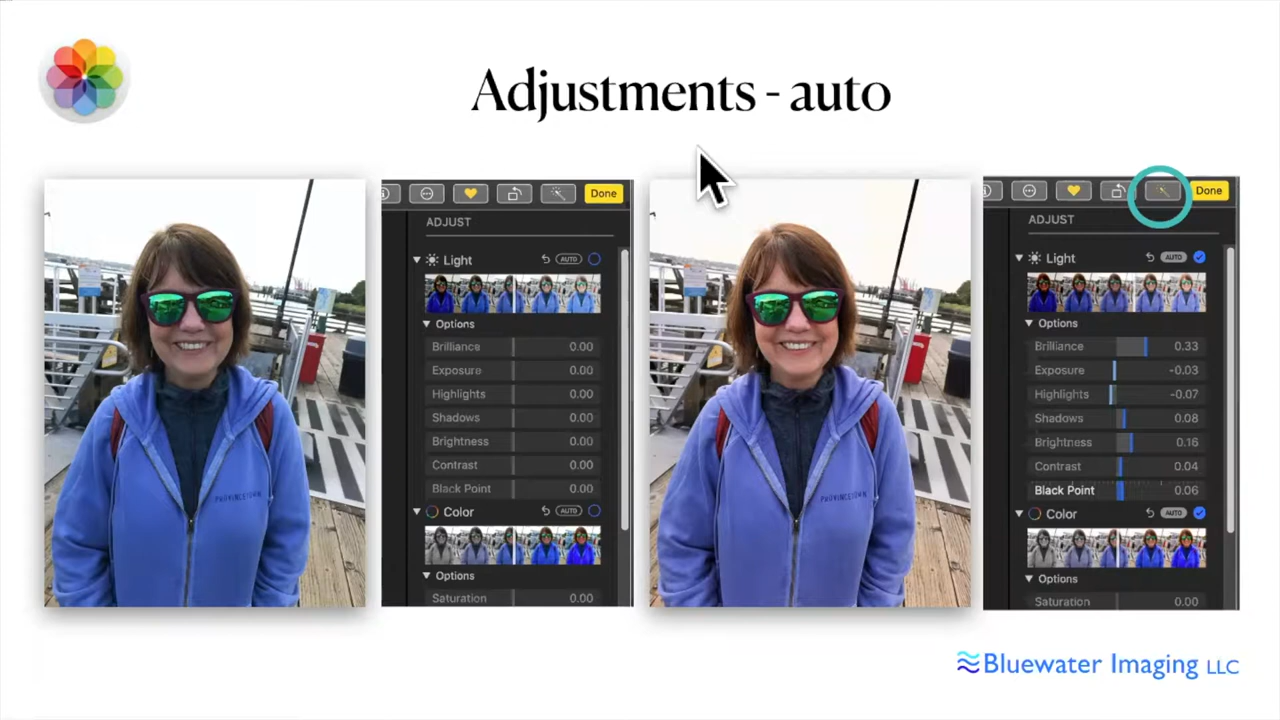 Adjustments - auto
Done
ADJUST
Light
AUTO
Options
Brilliance 0.00
Exposure 0.00
Highlights 0.00
Shadows 0.00
Brightness 0.00
Contrast 0.00
Black Point 0.00
Color
AUTO
Options
Saturation 0.00
PROVINCETOWN
Done
ADJUST
Light
AUTO
Options
Brilliance 0.33
Exposure -0.03
Highlights -0.07
Shadows 0.08
Brightness 0.16
Contrast 0.04
Black Point 0.06
Color
AUTO
Options
Saturation 0.00
PROVINCETOWN
Bluewater Imaging LLC